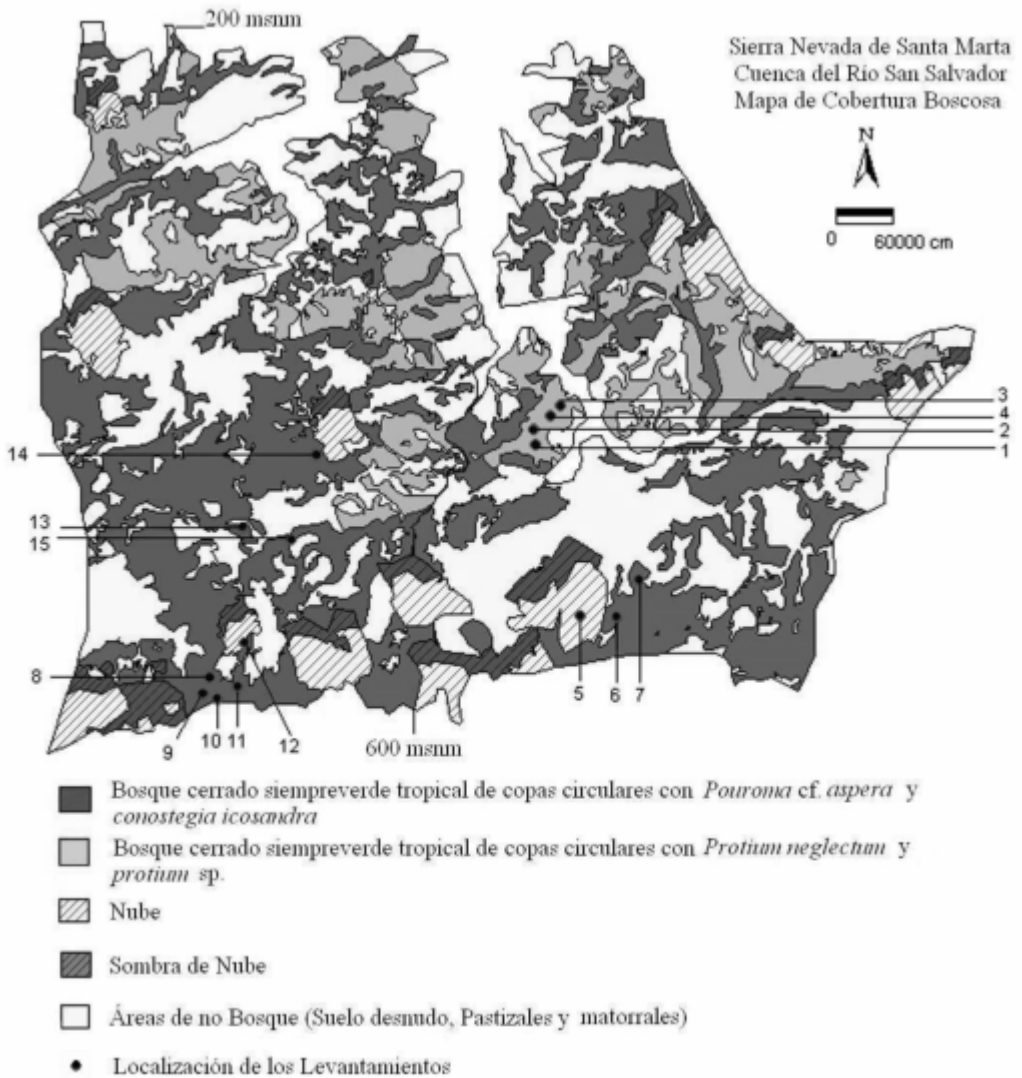 200 msnm
Sierra Nevada de Santa Marta
Cuenca del Río San Salvador
Mapa de Cobertura Boscosa
N
0 60000 cm
3
4
2
1
14
13
15
8
9
10
11
12
5
6
7
600 msnm
Bosque cerrado siempreverde tropical de copas circulares con Pouroma cf. aspera y
conostegia icosandra
Bosque cerrado siempreverde tropical de copas circulares con Protium neglectum y
protium sp.
Nube
Sombra de Nube
Áreas de no Bosque (Suelo desnudo, Pastizales y matorrales)
Localización de los Levantamientos